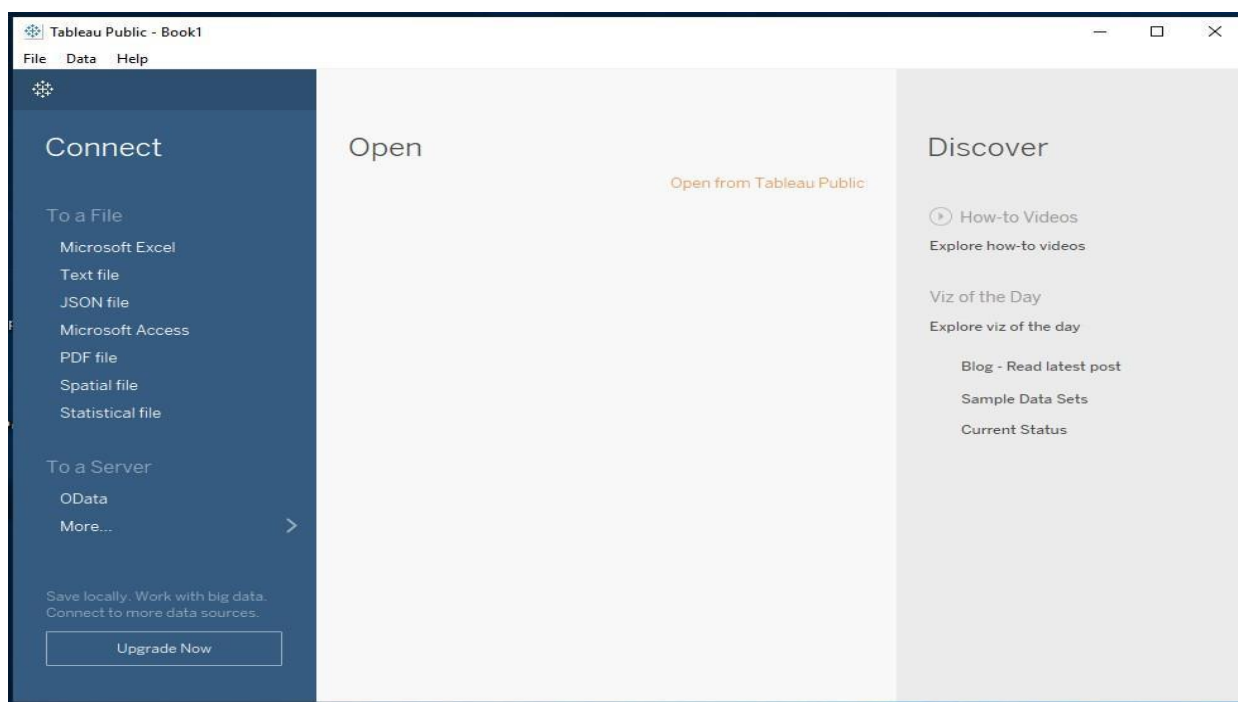 Tableau Public - Book1
File Data Help
Connect
To a File
Microsoft Excel
Text file
JSON file
Microsoft Access
PDF file
Spatial file
Statistical file
To a Server
OData
More...
Save locally. Work with big data.
Connect to more data sources.
Upgrade Now
Open
Open from Tableau Public
Discover
How-to Videos
Explore how-to videos
Viz of the Day
Explore viz of the day
Blog - Read latest post
Sample Data Sets
Current Status